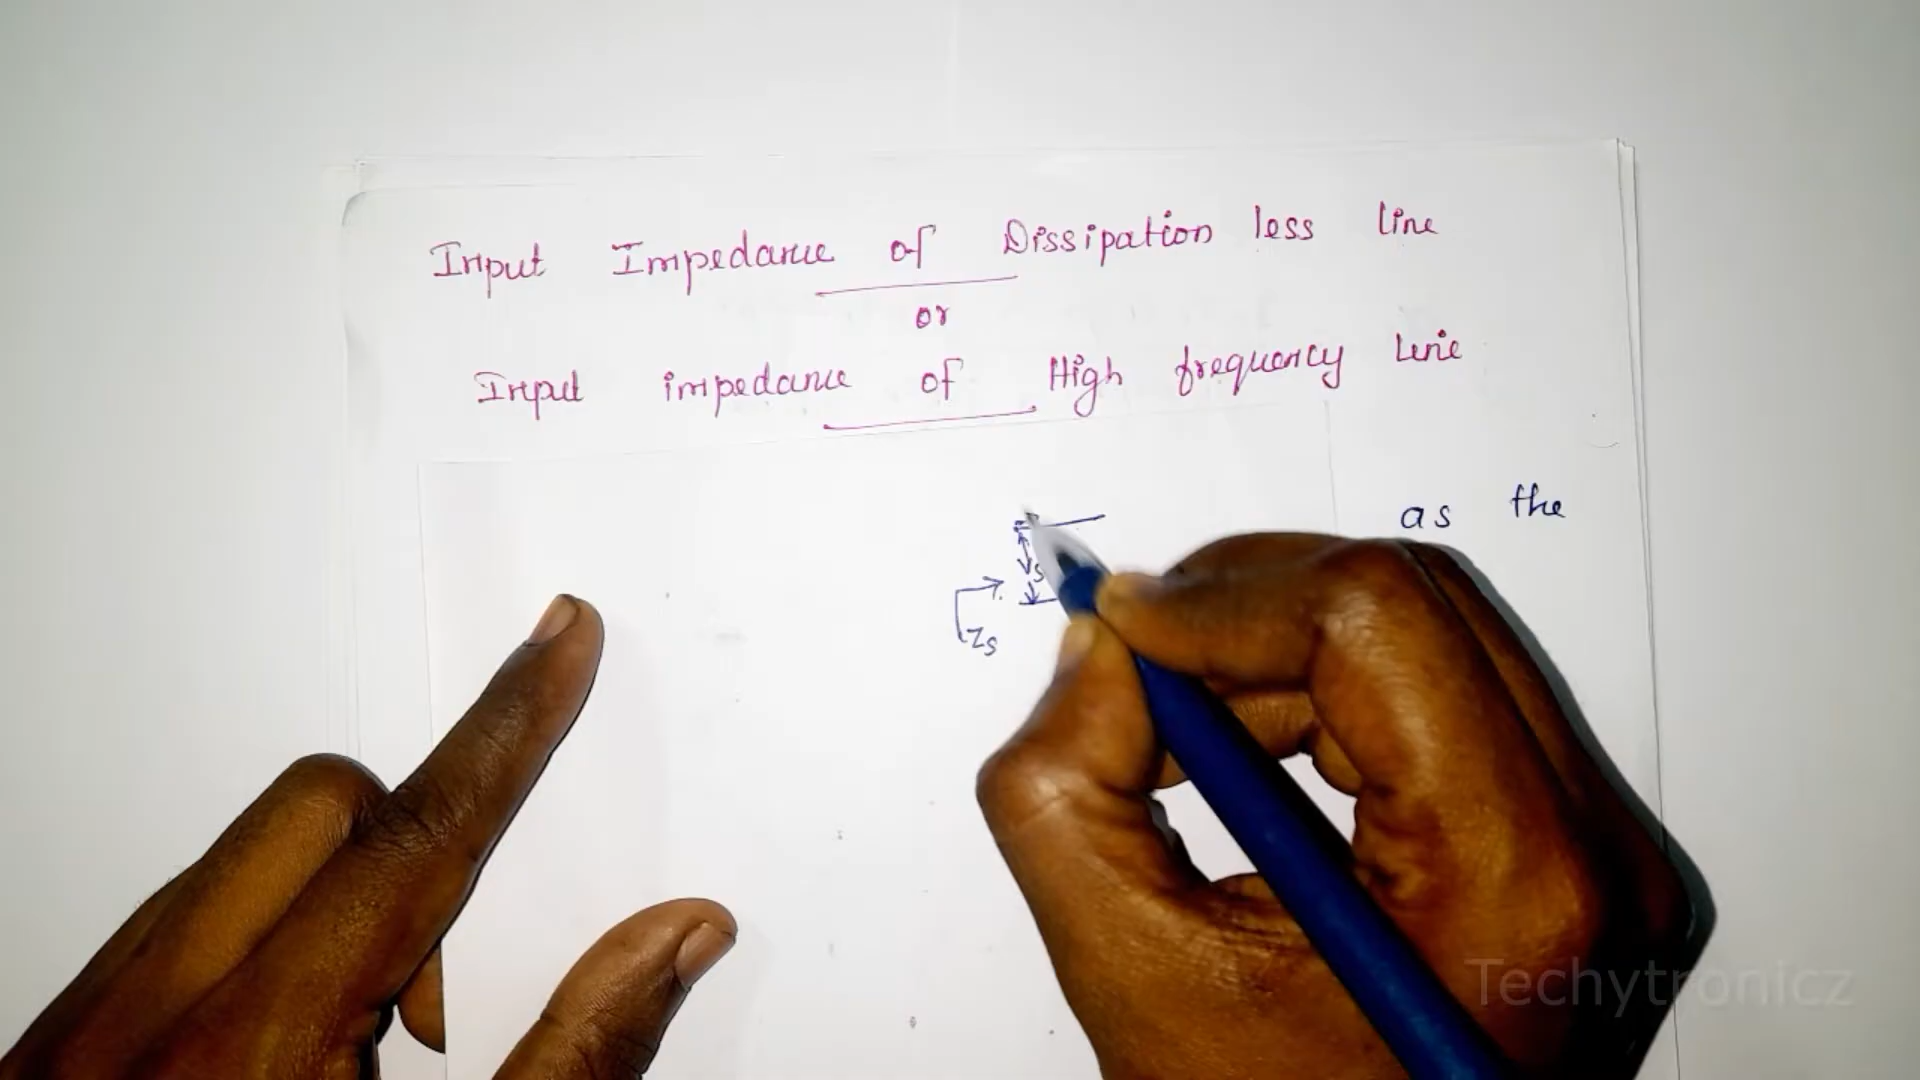 Input Impedance of Dissipation less line
or
Input impedance of High frequency line
as the
Vs
Zs
Techytronicz